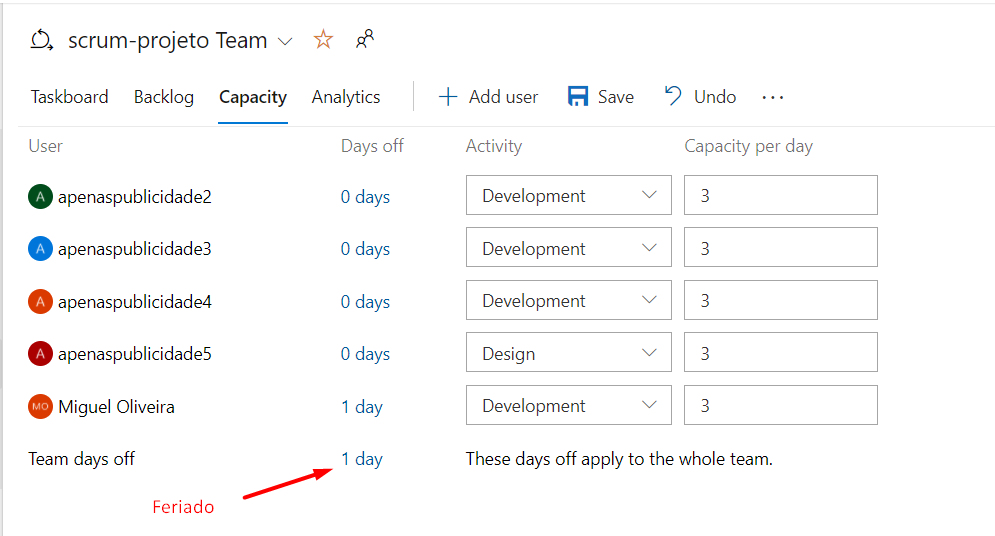 scrum-projeto Team
Taskboard Backlog Capacity Analytics Add user Save Undo ...
User Days off Activity Capacity per day
A apenaspublicidade2 0 days Development 3
A apenaspublicidade3 0 days Development 3
A apenaspublicidade4 0 days Development 3
A apenaspublicidade5 0 days Design 3
MO Miguel Oliveira 1 day Development 3
Team days off 1 day These days off apply to the whole team.
Feriado